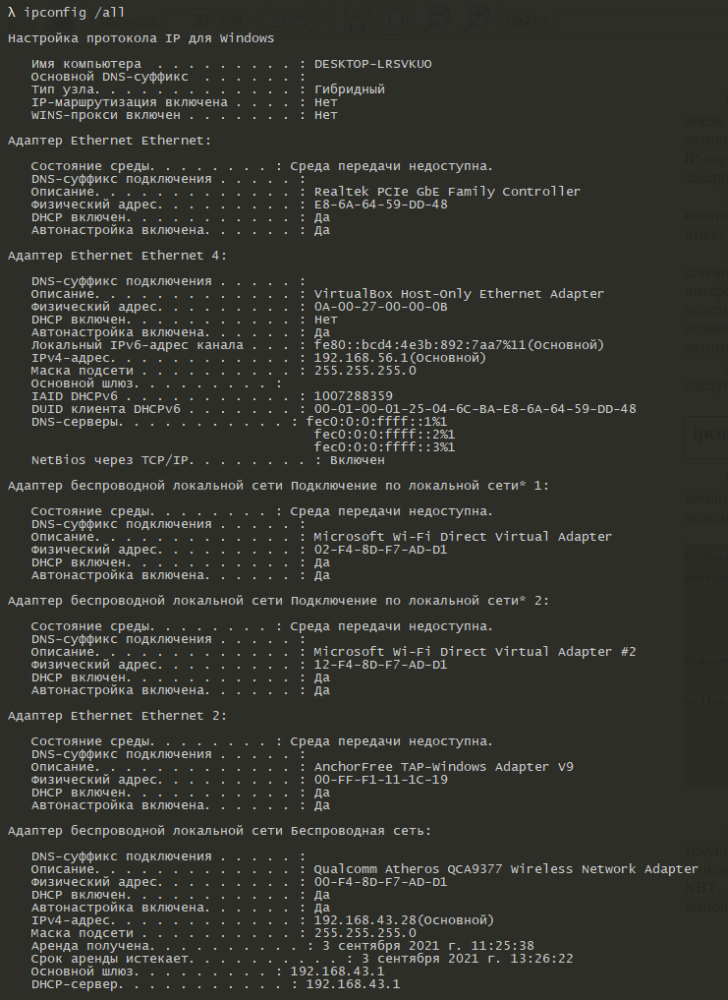 λ ipconfig /all
Настройка протокола IP для Windows
Имя компьютера . . . . . . . . . : DESKTOP-LRSVKUO
Основной DNS-суффикс . . . . . . :
Тип узла. . . . . . . . . . . . . : Гибридный
IP-маршрутизация включена . . . . : Нет
WINS-прокси включен . . . . . . . : Нет
Адаптер Ethernet Ethernet:
Состояние среды. . . . . . . . : Среда передачи недоступна.
DNS-суффикс подключения . . . . . :
Описание. . . . . . . . . . . . . : Realtek PCIe GbE Family Controller
Физический адрес. . . . . . . . . : E8-6A-64-59-DD-48
DHCP включен. . . . . . . . . . . : Да
Автонастройка включена. . . . . . : Да
Адаптер Ethernet Ethernet 4:
DNS-суффикс подключения . . . . . :
Описание. . . . . . . . . . . . . : VirtualBox Host-Only Ethernet Adapter
Физический адрес. . . . . . . . . : 0A-00-27-00-00-0B
DHCP включен. . . . . . . . . . . : Нет
Автонастройка включена. . . . . . : Да
Локальный IPv6-адрес канала . . . : fe80::bcd4:4e3b:892:7aa7%11(Основной)
IPv4-адрес. . . . . . . . . . . . : 192.168.56.1(Основной)
Маска подсети . . . . . . . . . . : 255.255.255.0
Основной шлюз. . . . . . . . . :
IAID DHCPv6 . . . . . . . . . . . : 1007288359
DUID клиента DHCPv6 . . . . . . . : 00-01-00-01-25-04-6C-BA-E8-6A-64-59-DD-48
DNS-серверы. . . . . . . . . . . : fec0:0:0:ffff::1%1
fec0:0:0:ffff::2%1
fec0:0:0:ffff::3%1
NetBios через TCP/IP. . . . . . . . : Включен
Адаптер беспроводной локальной сети Подключение по локальной сети* 1:
Состояние среды. . . . . . . . : Среда передачи недоступна.
DNS-суффикс подключения . . . . . :
Описание. . . . . . . . . . . . . : Microsoft Wi-Fi Direct Virtual Adapter
Физический адрес. . . . . . . . . : 02-F4-8D-F7-AD-D1
DHCP включен. . . . . . . . . . . : Да
Автонастройка включена. . . . . . : Да
Адаптер беспроводной локальной сети Подключение по локальной сети* 2:
Состояние среды. . . . . . . . : Среда передачи недоступна.
DNS-суффикс подключения . . . . . :
Описание. . . . . . . . . . . . . : Microsoft Wi-Fi Direct Virtual Adapter #2
Физический адрес. . . . . . . . . : 12-F4-8D-F7-AD-D1
DHCP включен. . . . . . . . . . . : Да
Автонастройка включена. . . . . . : Да
Адаптер Ethernet Ethernet 2:
Состояние среды. . . . . . . . : Среда передачи недоступна.
DNS-суффикс подключения . . . . . :
Описание. . . . . . . . . . . . . : AnchorFree TAP-Windows Adapter V9
Физический адрес. . . . . . . . . : 00-FF-F1-11-1C-19
DHCP включен. . . . . . . . . . . : Да
Автонастройка включена. . . . . . : Да
Адаптер беспроводной локальной сети Беспроводная сеть:
DNS-суффикс подключения . . . . . :
Описание. . . . . . . . . . . . . : Qualcomm Atheros QCA9377 Wireless Network Adapter
Физический адрес. . . . . . . . . : 00-F4-8D-F7-AD-D1
DHCP включен. . . . . . . . . . . : Да
Автонастройка включена. . . . . . : Да
IPv4-адрес. . . . . . . . . . . . : 192.168.43.28(Основной)
Маска подсети . . . . . . . . . . : 255.255.255.0
Аренда получена. . . . . . . . . . : 3 сентября 2021 г. 11:25:38
Срок аренды истекает. . . . . . . . . . : 3 сентября 2021 г. 13:26:22
Основной шлюз. . . . . . . . . : 192.168.43.1
DHCP-сервер. . . . . . . . . . . : 192.168.43.1